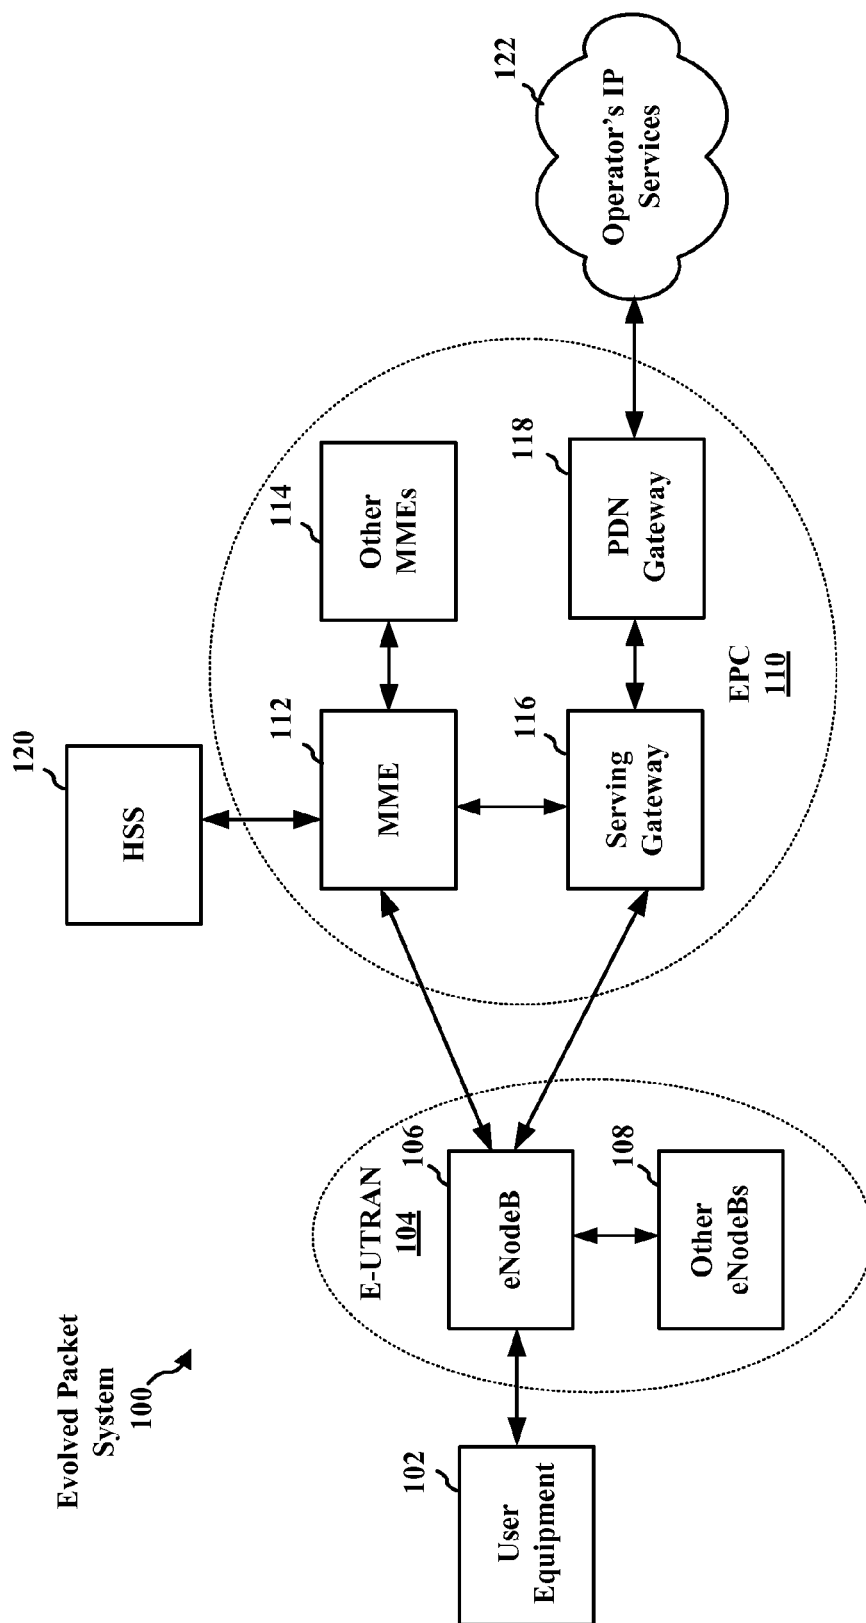 Evolved Packet
System
100
102
User
Equipment
E-UTRAN
104
106
eNodeB
108
Other
eNodeBs
120
HSS
112
MME
114
Other
MMEs
116
Serving
Gateway
118
PDN
Gateway
EPC
110
122
Operator's IP
Services